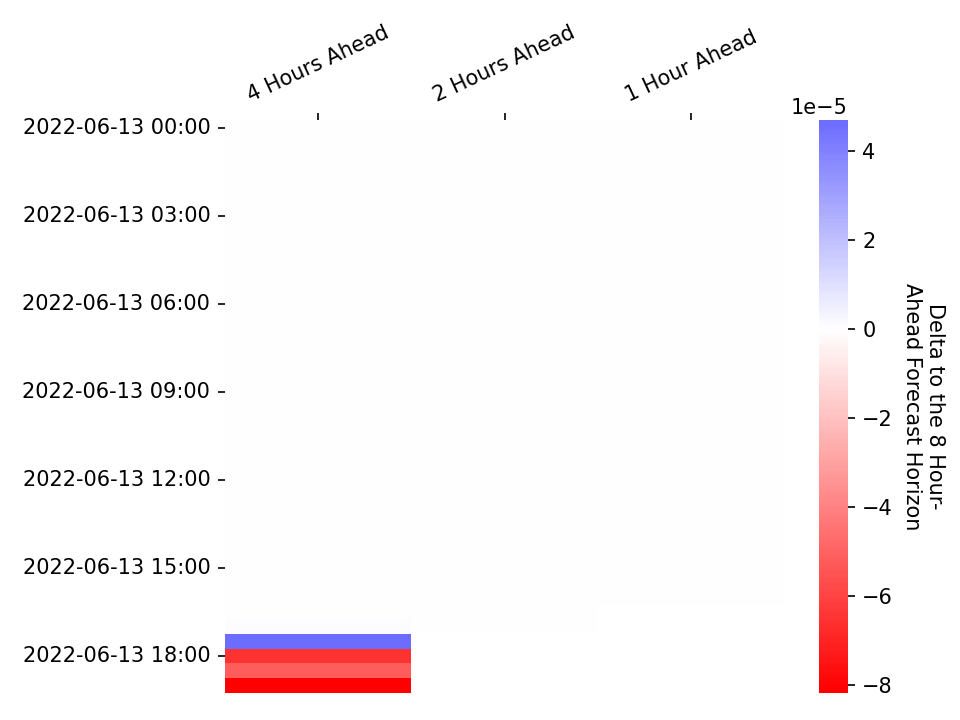 4 Hours Ahead
2 Hours Ahead
1 Hour Ahead
1e−5
2022-06-13 00:00
2022-06-13 03:00
2022-06-13 06:00
2022-06-13 09:00
2022-06-13 12:00
2022-06-13 15:00
2022-06-13 18:00
4
2
0
−2
−4
−6
−8
Delta to the 8 Hour-
Ahead Forecast Horizon